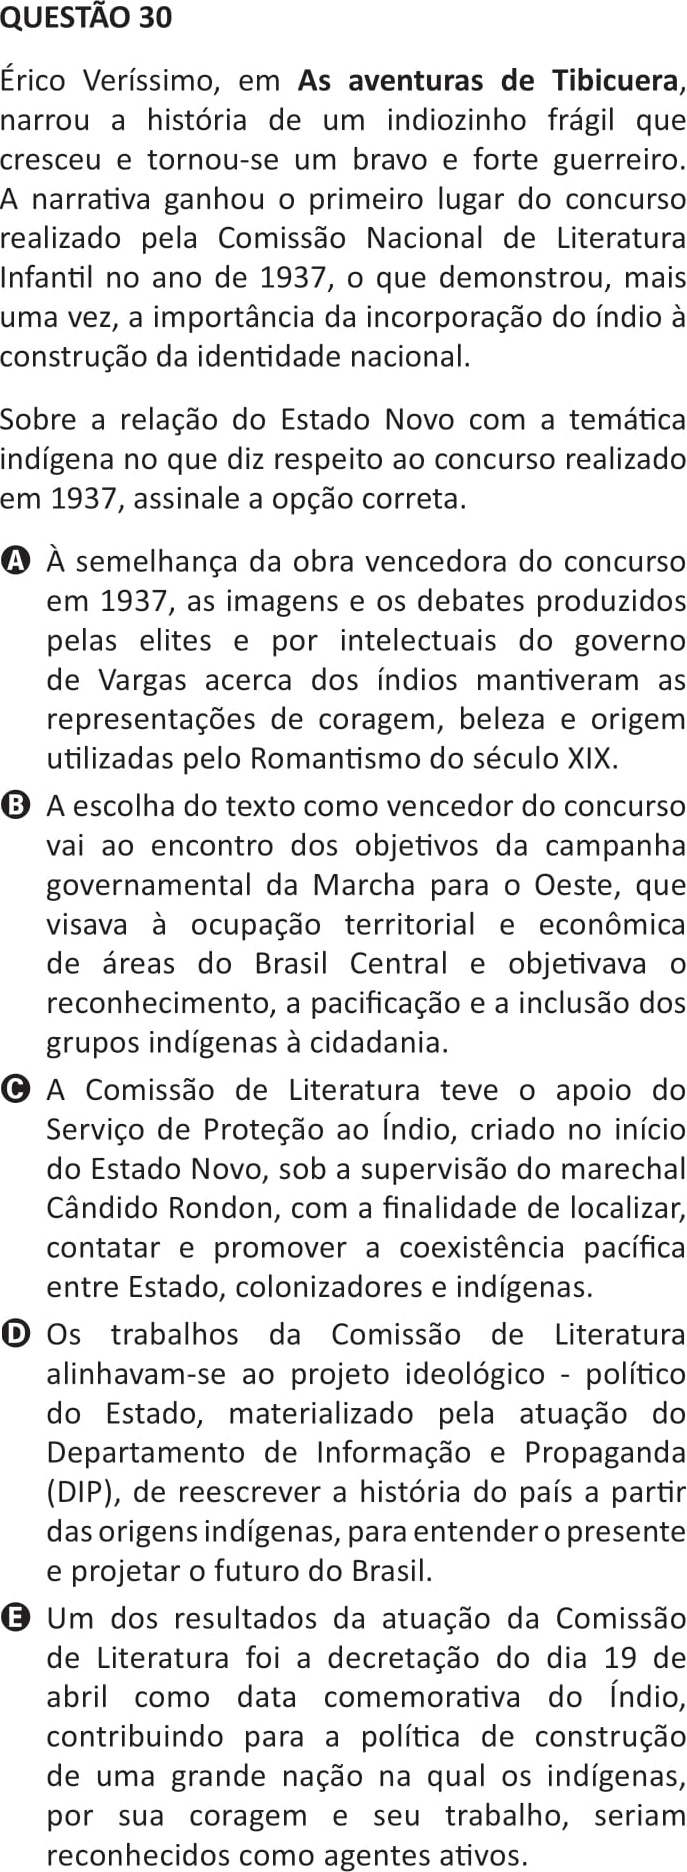 QUESTÃO 30
Érico Veríssimo, em As aventuras de Tibicuera,
narrou a história de um indiozinho frágil que
cresceu e tornou-se um bravo e forte guerreiro.
A narrativa ganhou o primeiro lugar do concurso
realizado pela Comissão Nacional de Literatura
Infantil no ano de 1937, o que demonstrou, mais
uma vez, a importância da incorporação do índio à
construção da identidade nacional.
Sobre a relação do Estado Novo com a temática
indígena no que diz respeito ao concurso realizado
em 1937, assinale a opção correta.
A À semelhança da obra vencedora do concurso
em 1937, as imagens e os debates produzidos
pelas elites e por intelectuais do governo
de Vargas acerca dos índios mantiveram as
representações de coragem, beleza e origem
utilizadas pelo Romantismo do século XIX.
B A escolha do texto como vencedor do concurso
vai ao encontro dos objetivos da campanha
governamental da Marcha para o Oeste, que
visava à ocupação territorial e econômica
de áreas do Brasil Central e objetivava o
reconhecimento, a pacificação e a inclusão dos
grupos indígenas à cidadania.
C A Comissão de Literatura teve o apoio do
Serviço de Proteção ao Índio, criado no início
do Estado Novo, sob a supervisão do marechal
Cândido Rondon, com a finalidade de localizar,
contatar e promover a coexistência pacífica
entre Estado, colonizadores e indígenas.
D Os trabalhos da Comissão de Literatura
alinhavam-se ao projeto ideológico - político
do Estado, materializado pela atuação do
Departamento de Informação e Propaganda
(DIP), de reescrever a história do país a partir
das origens indígenas, para entender o presente
e projetar o futuro do Brasil.
E Um dos resultados da atuação da Comissão
de Literatura foi a decretação do dia 19 de
abril como data comemorativa do Índio,
contribuindo para a política de construção
de uma grande nação na qual os indígenas,
por sua coragem e seu trabalho, seriam
reconhecidos como agentes ativos.